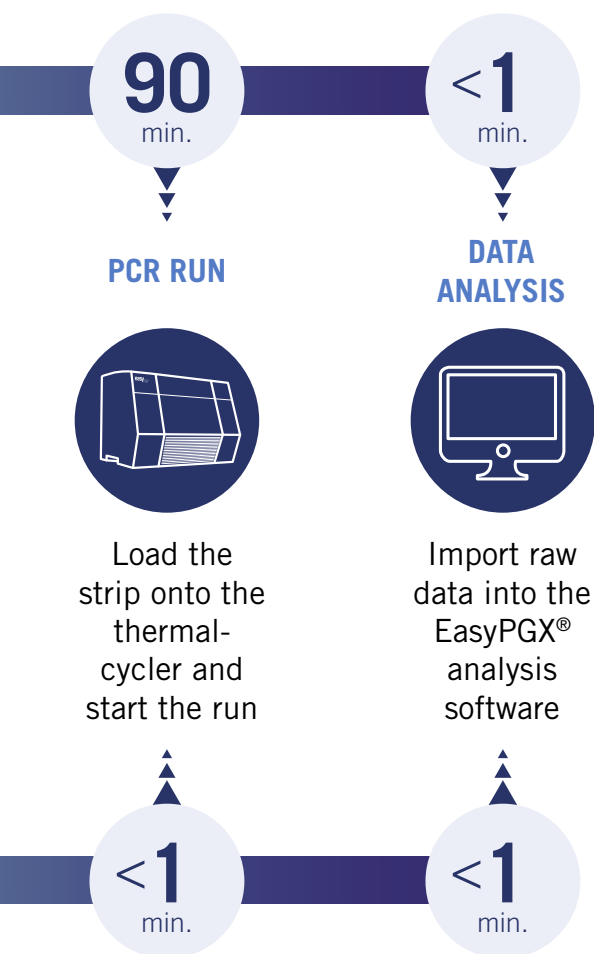 90
min.
<1
min.
PCR RUN
DATA
ANALYSIS
Load the
strip onto the
thermal-
cycler and
start the run
Import raw
data into the
EasyPGX®
analysis
software
<1
min.
<1
min.